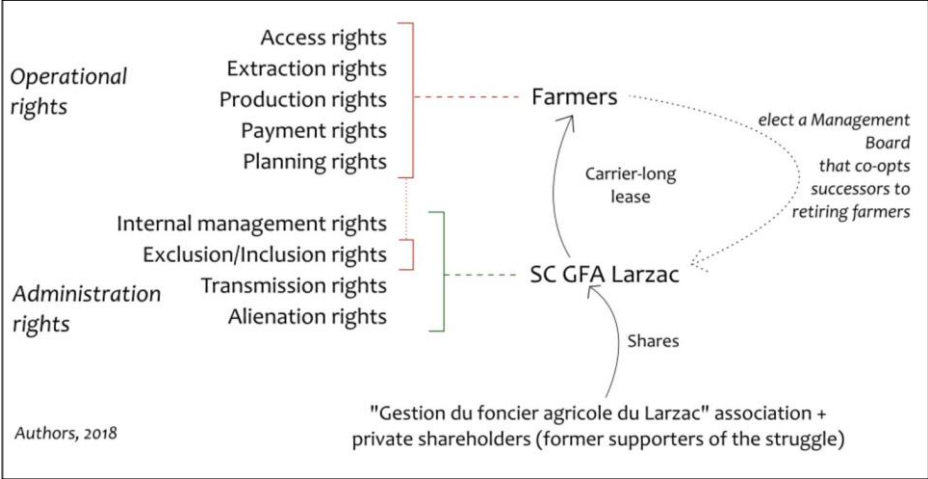 Operational
rights
Access rights
Extraction rights
Production rights
Payment rights
Planning rights
Administration
rights
Internal management rights
Exclusion/Inclusion rights
Transmission rights
Alienation rights
Farmers
elect a Management
Board
that co-opts
successors to
retiring farmers
Carrier-long
lease
SC GFA Larzac
Shares
"Gestion du foncier agricole du Larzac" association +
private shareholders (former supporters of the struggle)
Authors, 2018